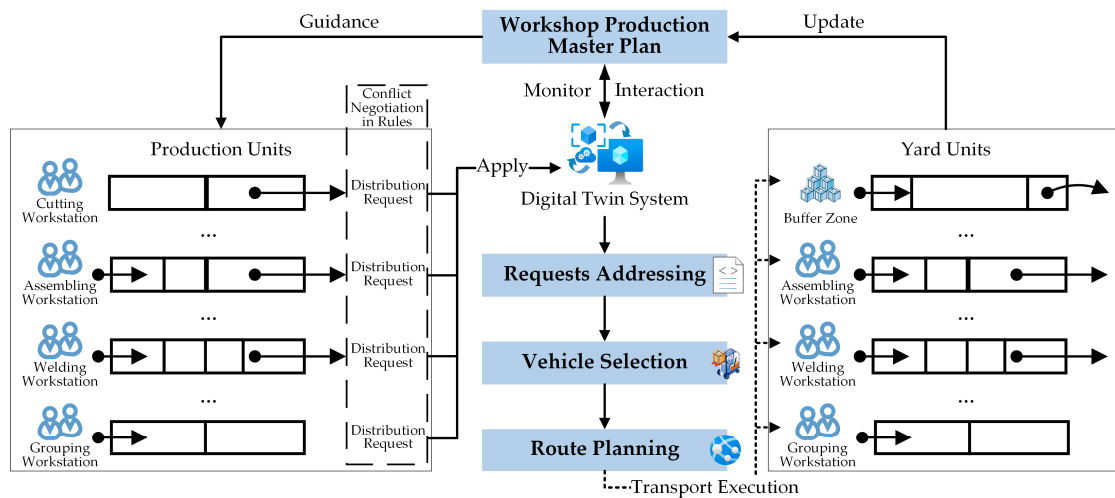 Guidance
Workshop Production
Master Plan
Update
Monitor
Interaction
Conflict
Negotiation
in Rules
Production Units
Cutting
Workstation
Distribution
Request
...
Assembling
Workstation
Distribution
Request
...
Welding
Workstation
Distribution
Request
...
Grouping
Workstation
Distribution
Request
Apply
Digital Twin System
Requests Addressing
<>
Vehicle Selection
Route Planning
Transport Execution
Yard Units
Buffer Zone
...
Assembling
Workstation
...
Welding
Workstation
...
Grouping
Workstation